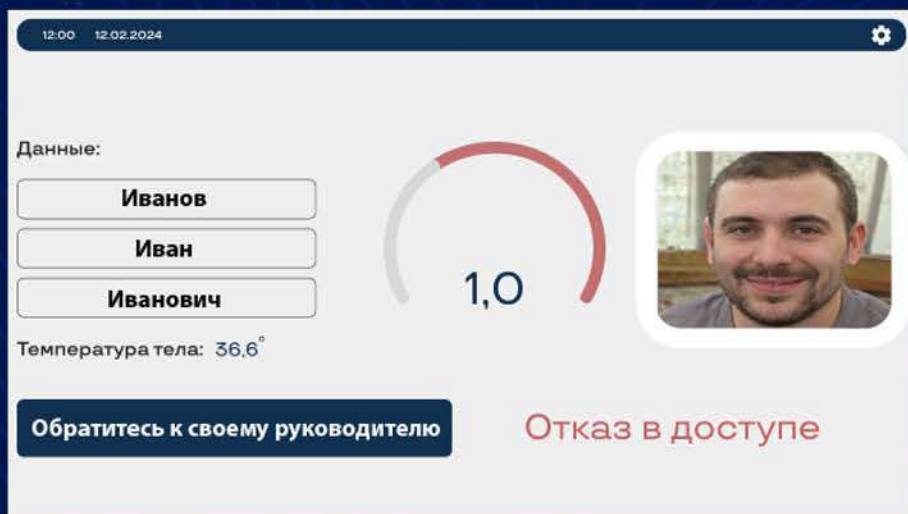 12:00 12.02.2024
Данные:
Иванов
Иван
Иванович
1,0
Температура тела: 36,6°
Обратитесь к своему руководителю
Отказ в доступе